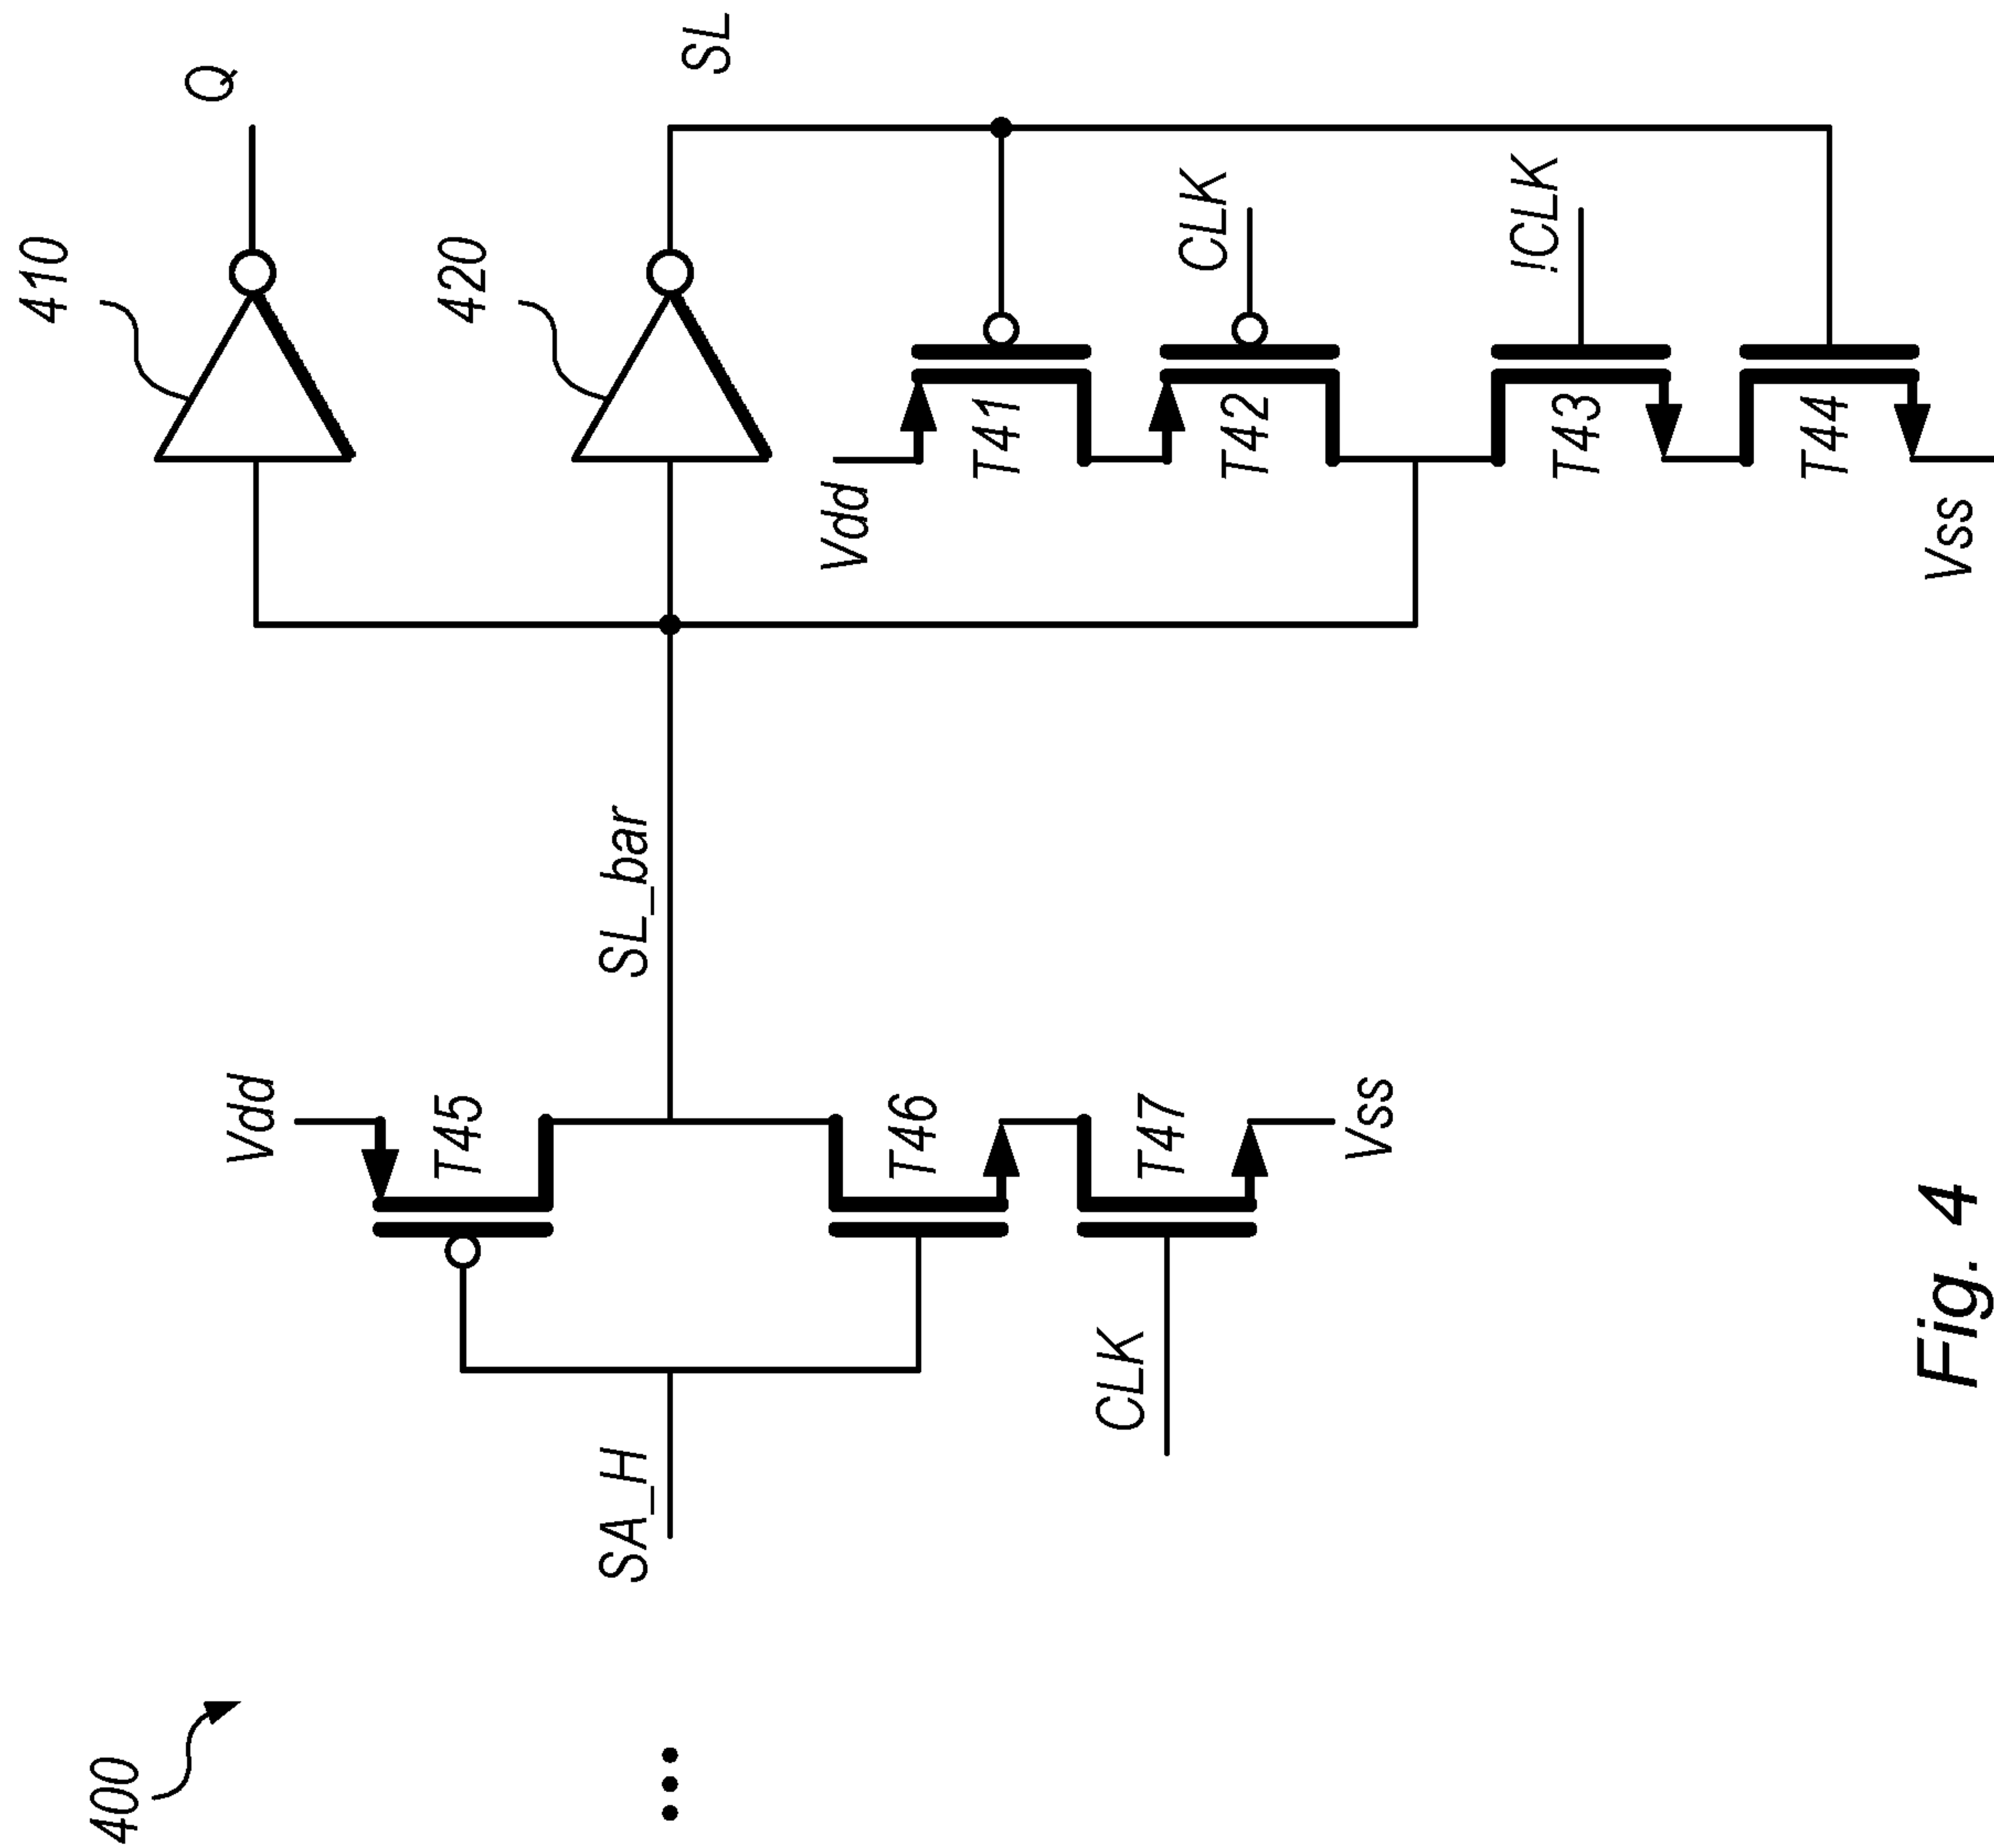 400
Vdd
T45
SA_H
T46
CLK
T47
Vss
SL_bar
410
Q
420
SL
Vdd
T41
T42
CLK
T43
!CLK
T44
Vss
Fig. 4